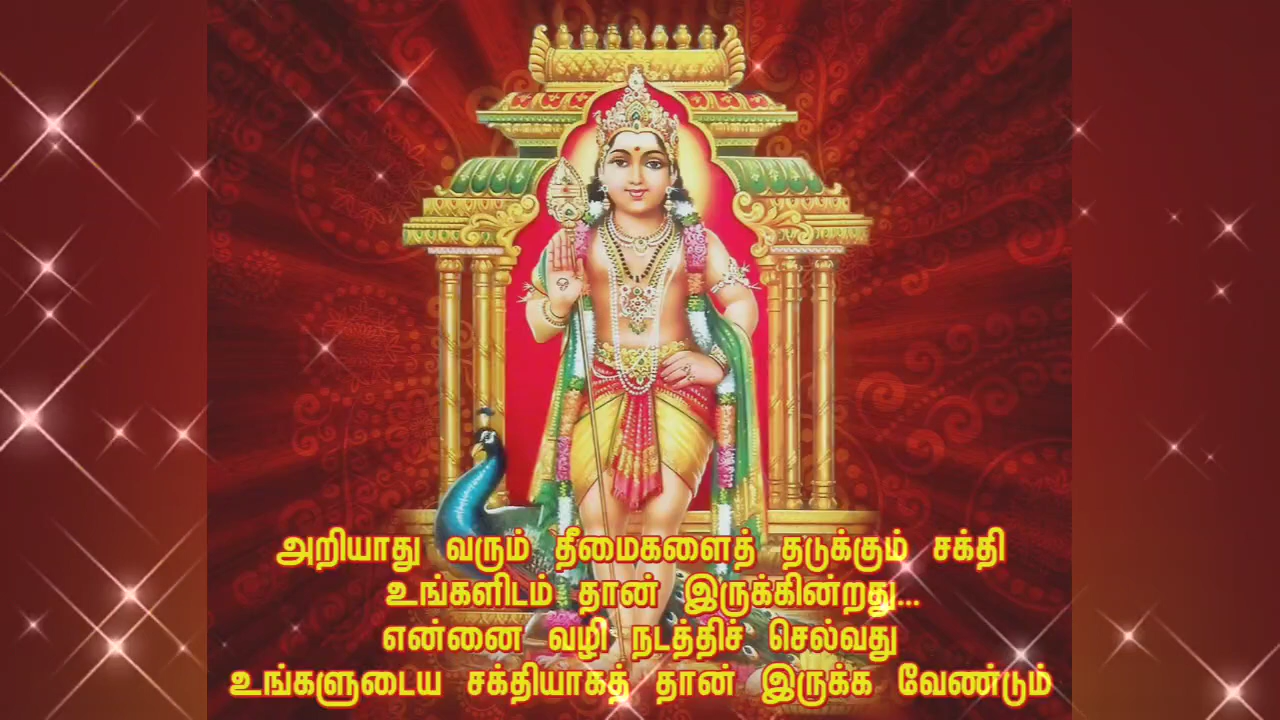 அறியாது வரும் தீமைகளைத் தடுக்கும் சக்தி
உங்களிடம் தான் இருக்கின்றது...
என்னை வழி நடத்திச் செல்வது
உங்களுடைய சக்தியாகத் தான் இருக்க வேண்டும்